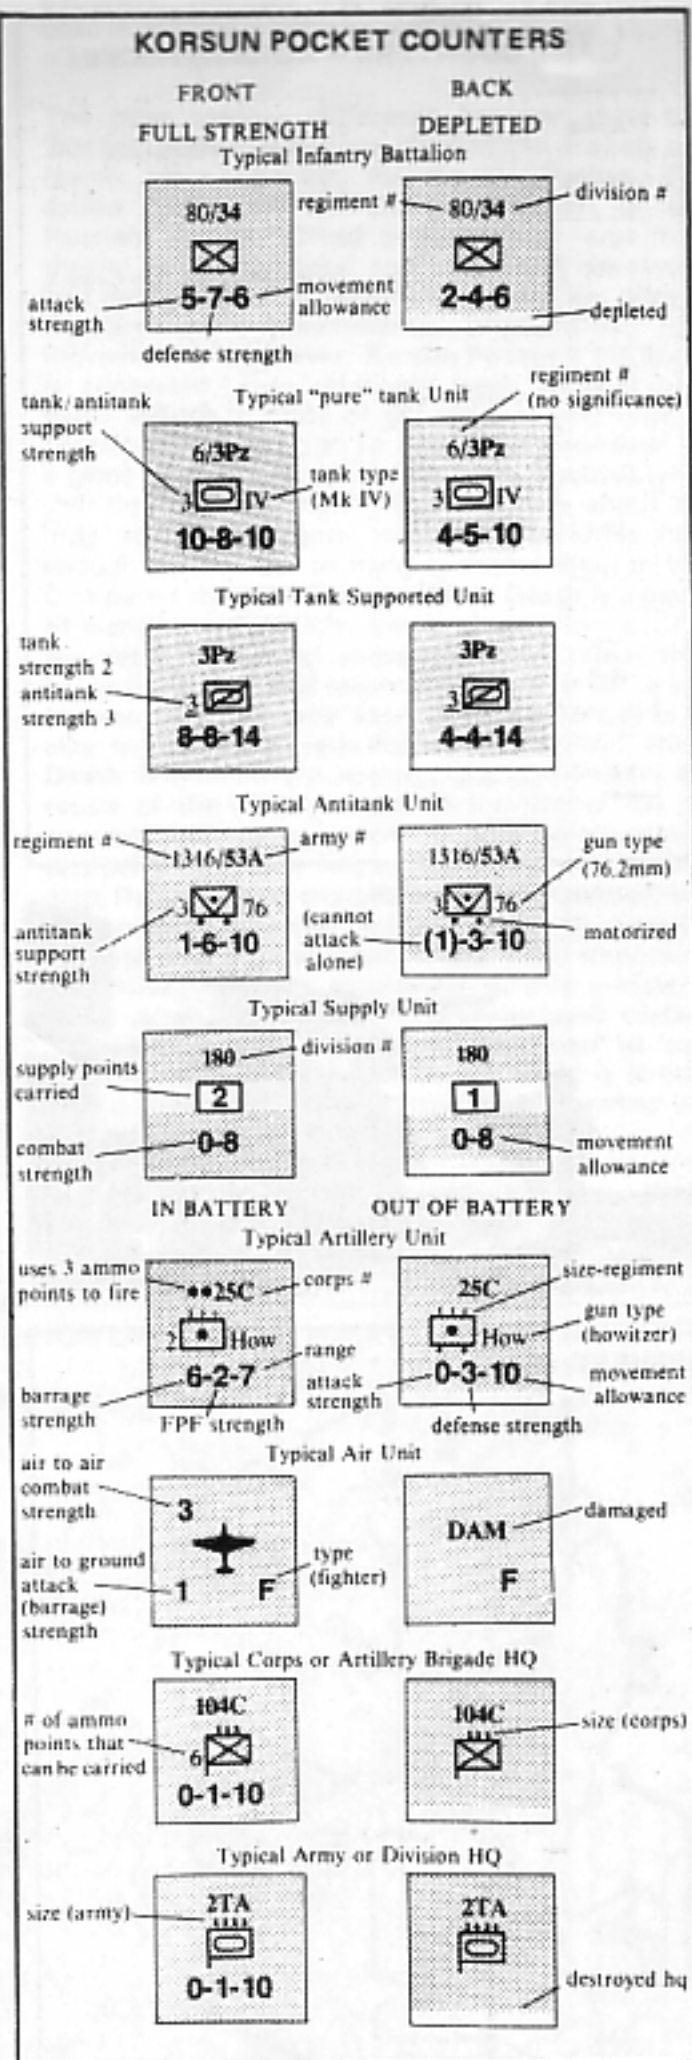 KORSUN POCKET COUNTERS
FRONT BACK
FULL STRENGTH DEPLETED
Typical Infantry Battalion
80/34 regiment # 80/34 division #
attack strength 5-7-6 movement allowance 2-4-6 depleted
defense strength
Typical "pure" tank Unit
regiment # (no significance)
tank/antitank support strength
6/3Pz 6/3Pz
3 IV tank type (Mk IV) 3 IV
10-8-10 4-5-10
Typical Tank Supported Unit
tank strength 2
antitank strength 3
3Pz 3Pz
3 3
8-8-14 4-4-14
Typical Antitank Unit
regiment # 1316/53A army # 1316/53A gun type (76.2mm)
3 76 3 76 motorized
antitank support strength 1-6-10 (cannot attack alone) (1)-3-10
Typical Supply Unit
180 division # 180
supply points carried 2 1
combat strength 0-8 0-8 movement allowance
IN BATTERY OUT OF BATTERY
Typical Artillery Unit
uses 3 ammo points to fire 25C corps # 25C size-regiment
2 How How gun type (howitzer)
barrage strength 6-2-7 range attack strength 0-3-10 movement allowance
FPF strength defense strength
Typical Air Unit
air to air combat strength 3 DAM damaged
air to ground attack (barrage) strength 1 F type (fighter) F
Typical Corps or Artillery Brigade HQ
104C 104C size (corps)
# of ammo points that can be carried 6
0-1-10
Typical Army or Division HQ
size (army) 2TA 2TA
0-1-10 destroyed hq